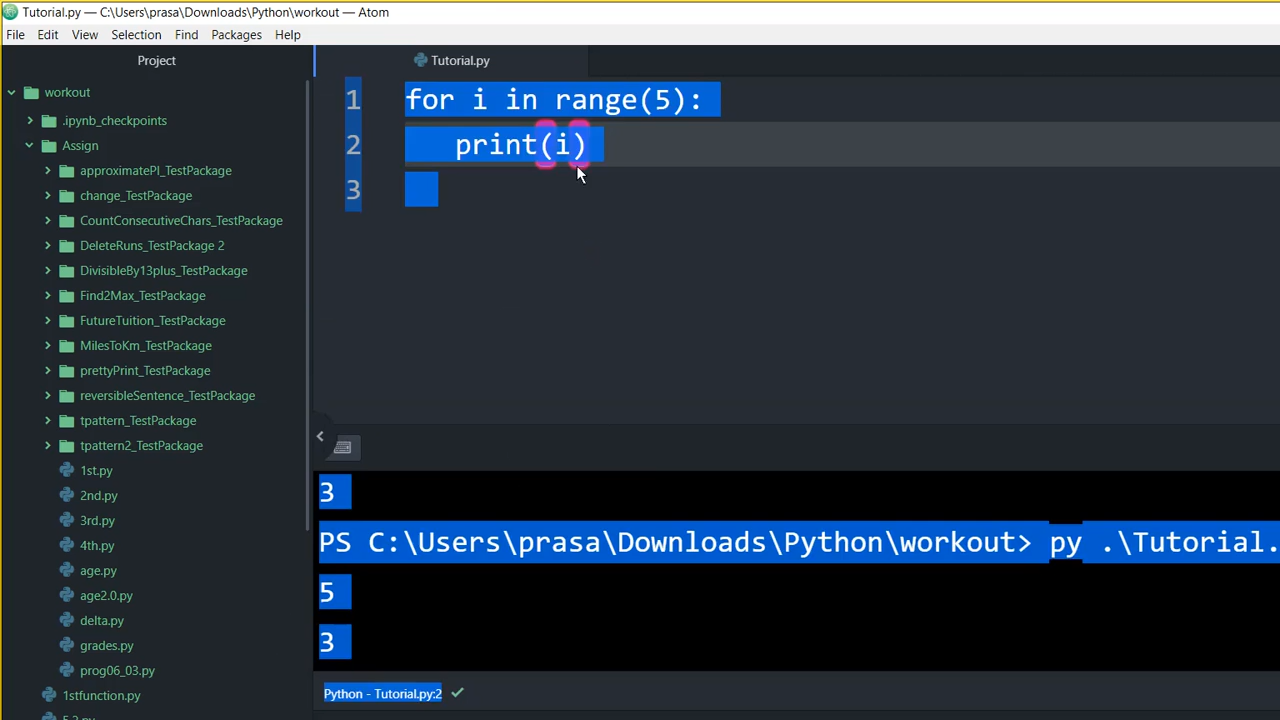 Tutorial.py — C:\Users\prasa\Downloads\Python\workout — Atom
File Edit View Selection Find Packages Help
Project
workout
.ipynb_checkpoints
Assign
approximatePI_TestPackage
change_TestPackage
CountConsecutiveChars_TestPackage
DeleteRuns_TestPackage 2
DivisibleBy13plus_TestPackage
Find2Max_TestPackage
FutureTuition_TestPackage
MilesToKm_TestPackage
prettyPrint_TestPackage
reversibleSentence_TestPackage
tpattern_TestPackage
tpattern2_TestPackage
1st.py
2nd.py
3rd.py
4th.py
age.py
age2.0.py
delta.py
grades.py
prog06_03.py
1stfunction.py
Tutorial.py
1 for i in range(5):
2 print(i)
3
3
PS C:\Users\prasa\Downloads\Python\workout> py .\Tutorial.
5
3
Python - Tutorial.py:2